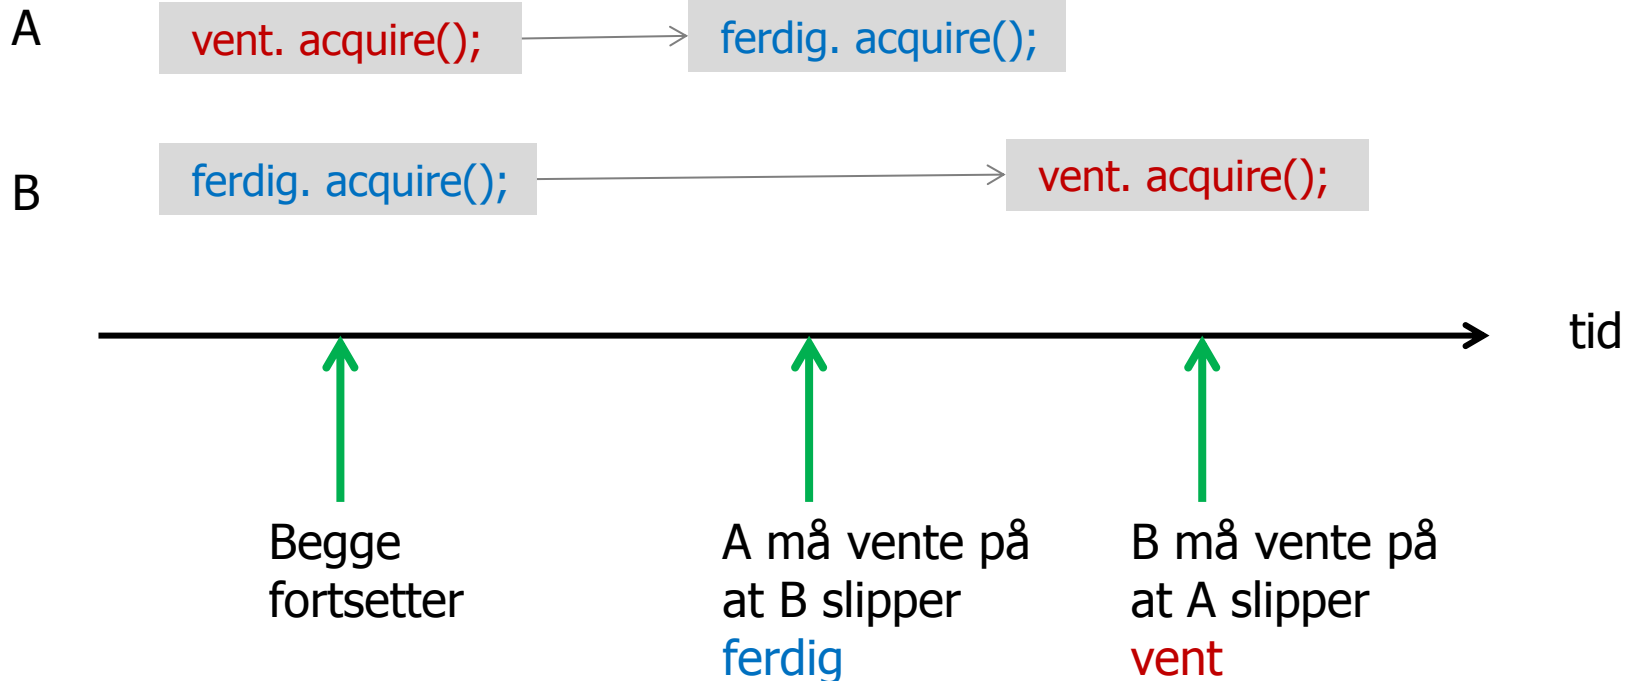 A
vent. acquire();
ferdig. acquire();
B
ferdig. acquire();
vent. acquire();
tid
Begge
fortsetter
A må vente på
at B slipper
ferdig
B må vente på
at A slipper
vent